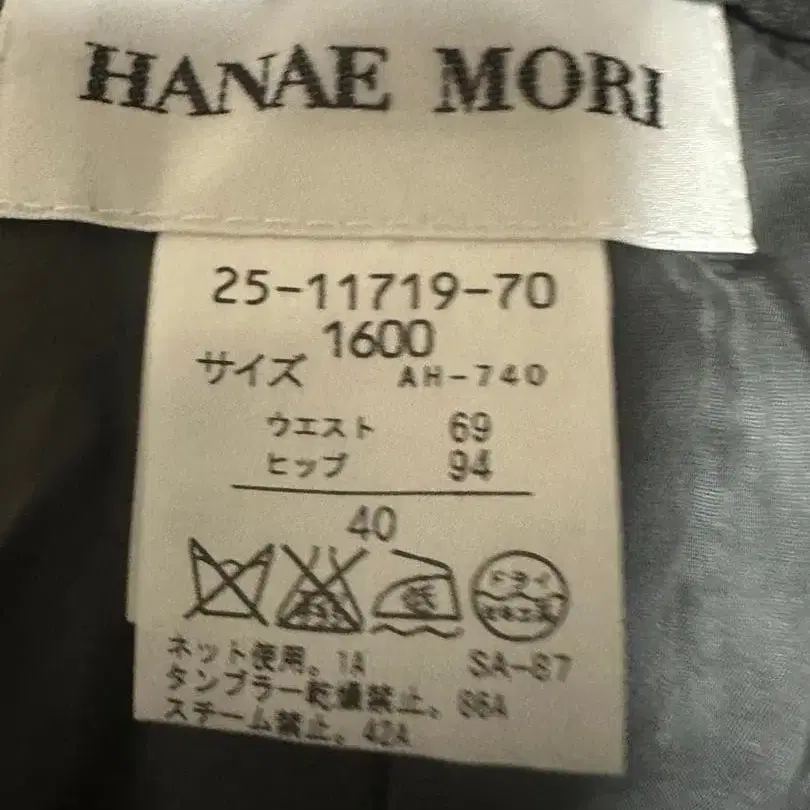 HANAE MORI
25-11719-70
1600
サイズ AH-740
ウエスト 69
ヒップ 94
40
低 ドライ
ネット使用。1A SA-87
タンブラー乾燥禁止。86A
スチーム禁止。42A